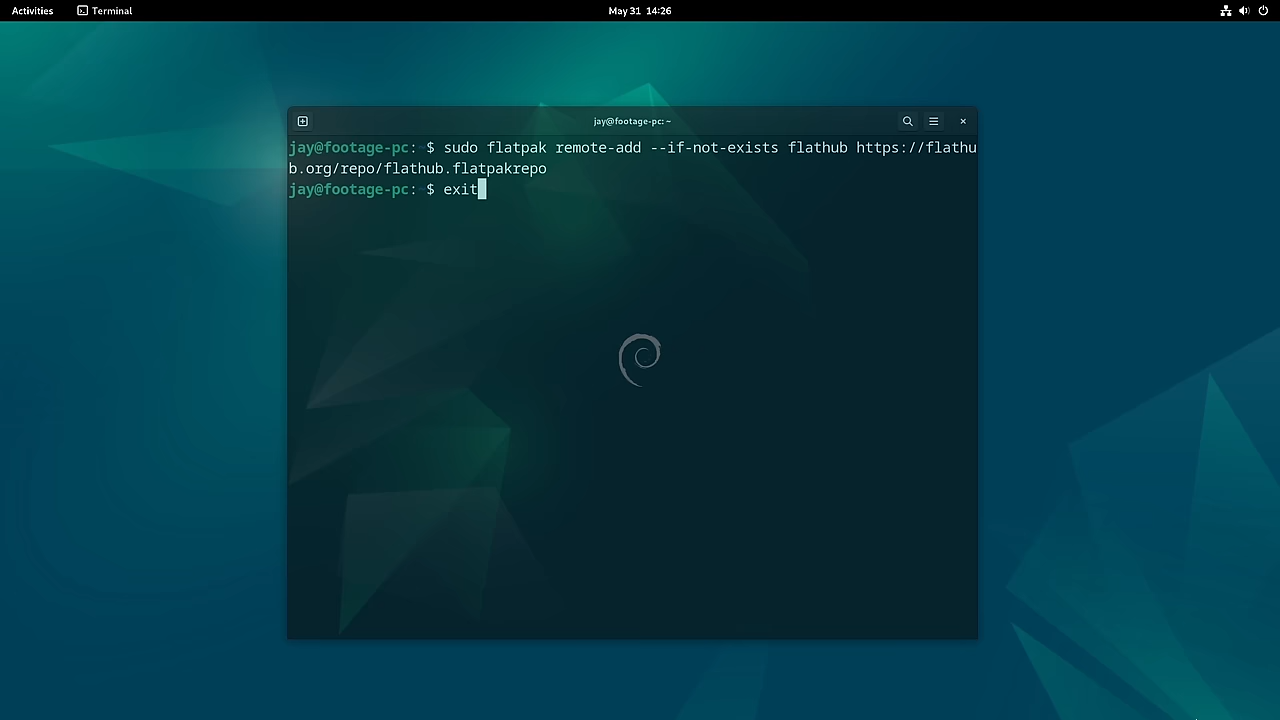 Activities
Terminal
May 31 14:26
jay@footage-pc: ~
jay@footage-pc: $ sudo flatpak remote-add --if-not-exists flathub https://flathu
b.org/repo/flathub.flatpakrepo
jay@footage-pc: $ exit